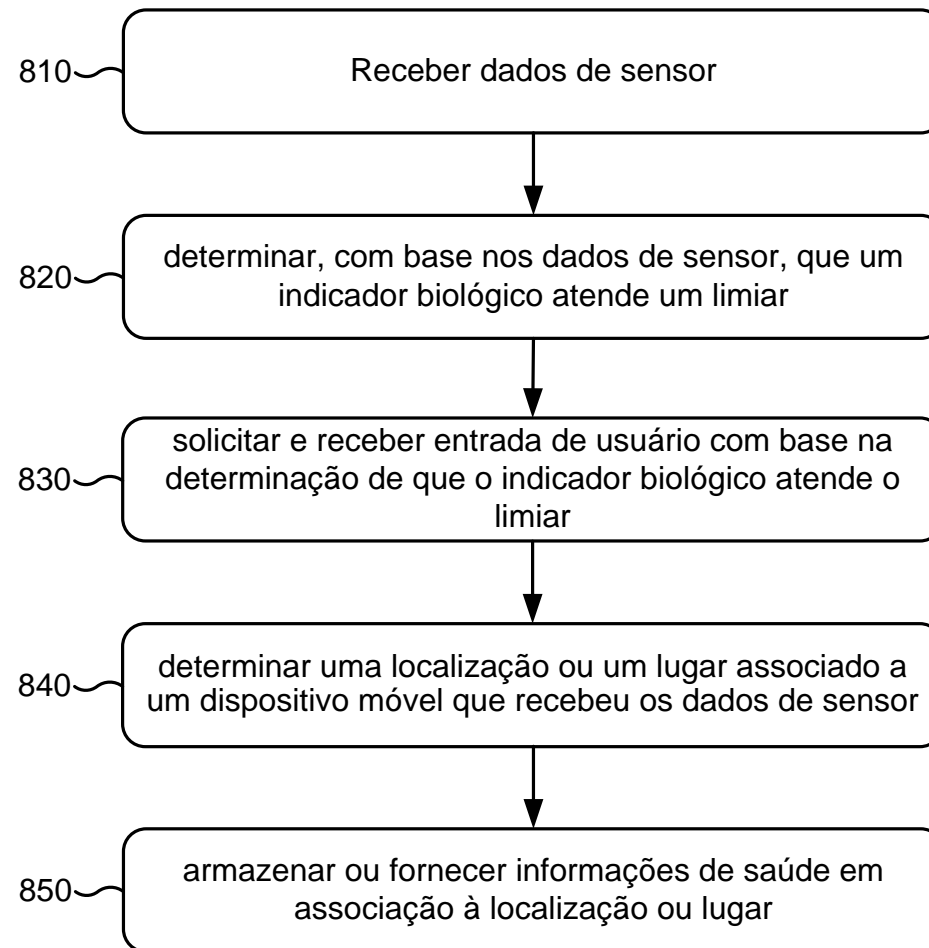 810
Receber dados de sensor
820
determinar, com base nos dados de sensor, que um
indicador biológico atende um limiar
830
solicitar e receber entrada de usuário com base na
determinação de que o indicador biológico atende o
limiar
840
determinar uma localização ou um lugar associado a
um dispositivo móvel que recebeu os dados de sensor
850
armazenar ou fornecer informações de saúde em
associação à localização ou lugar